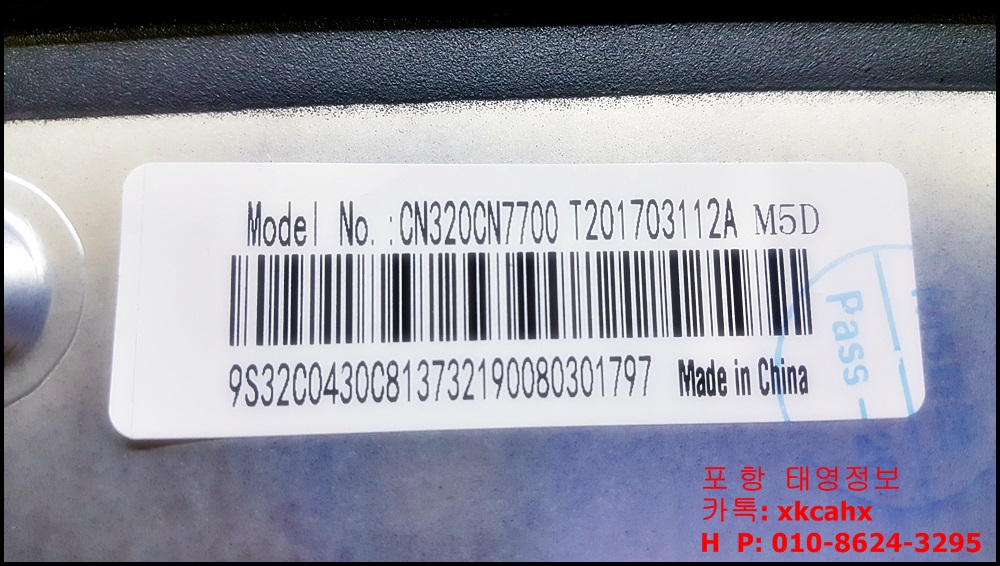 Model No. :CN320CN7700 T201703112A M5D
9S32C0430C813732190080301797 Made in China
Pass
포 항 태영정보
카톡: xkcahx
H P: 010-8624-3295